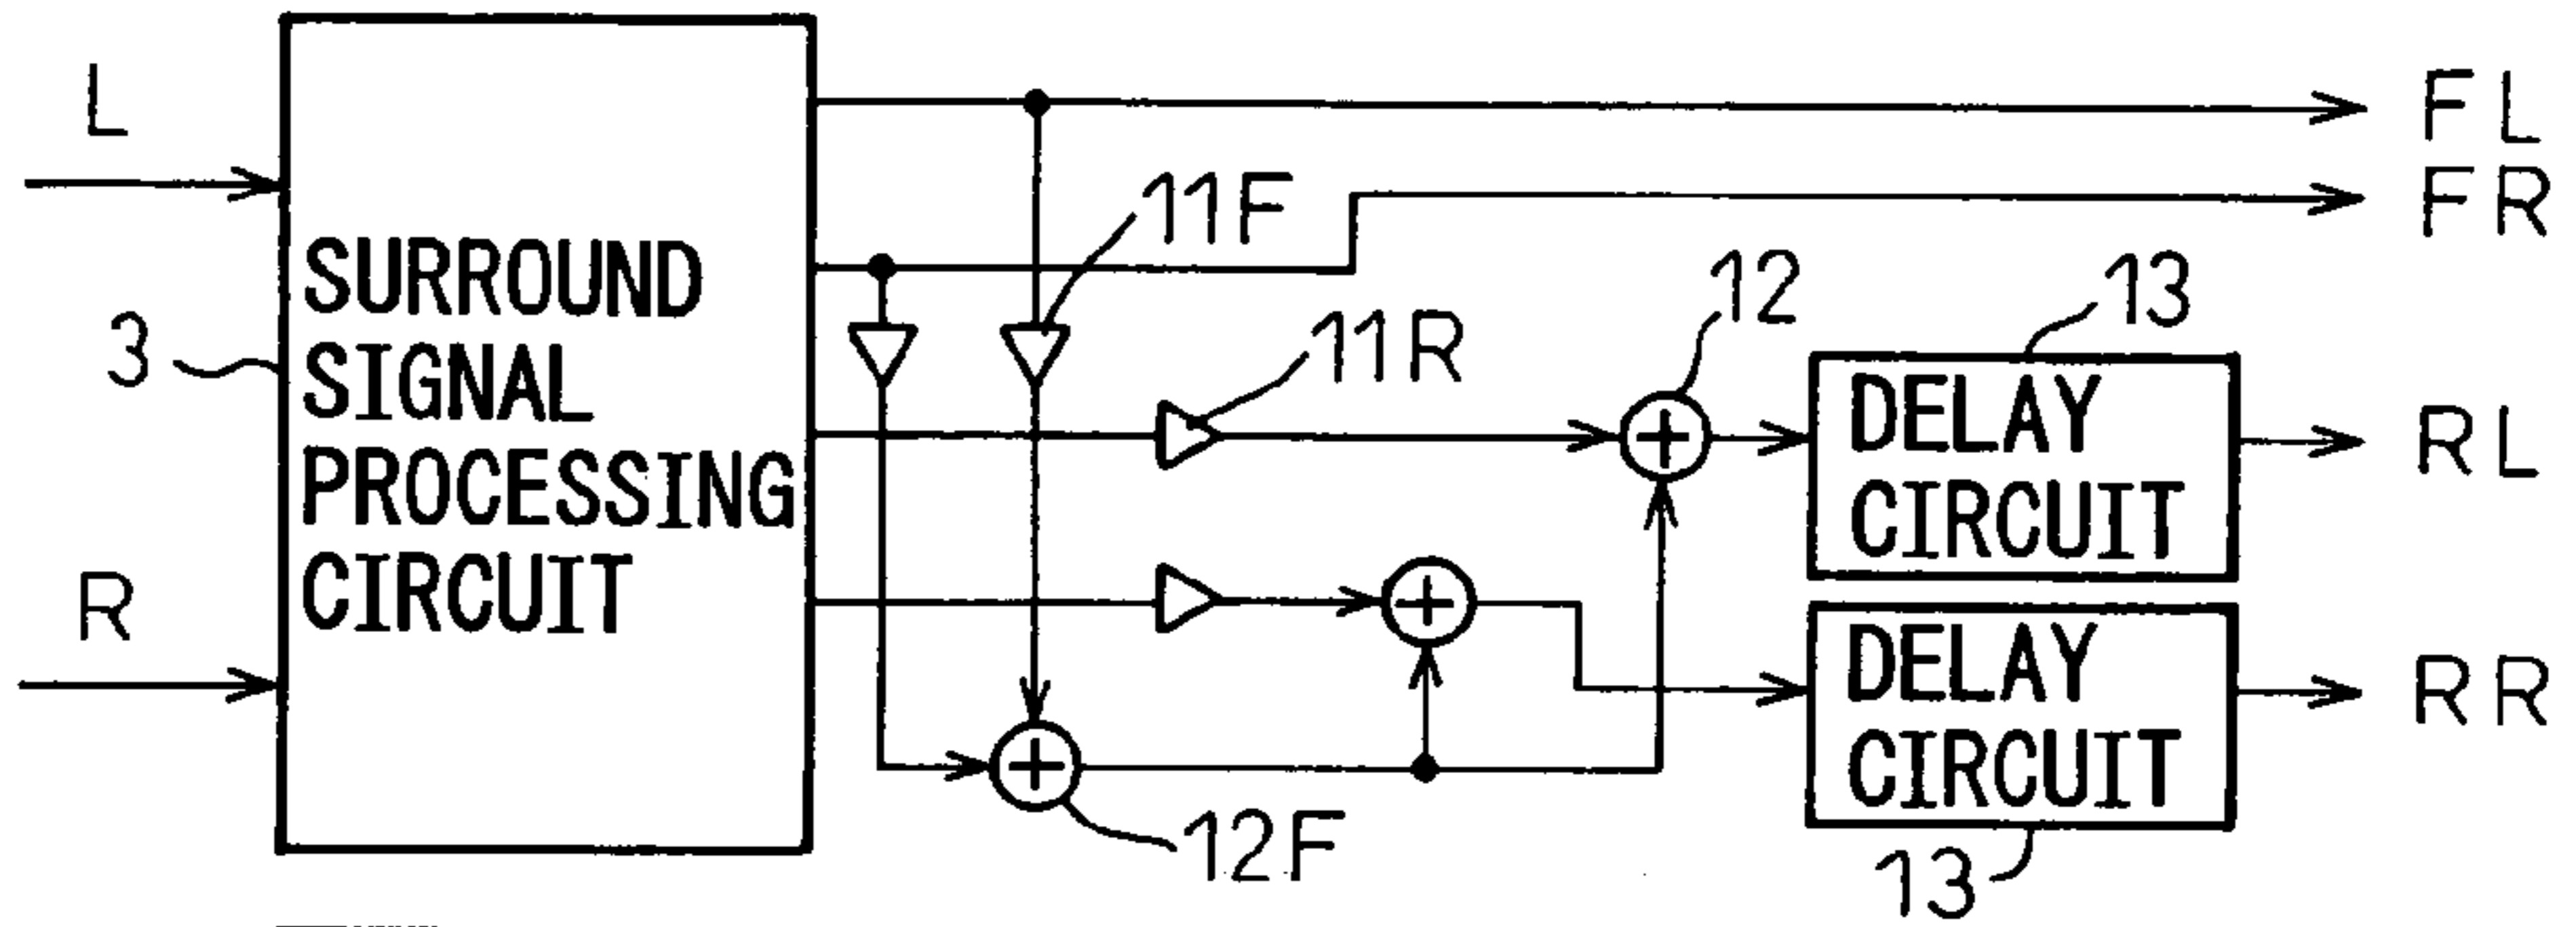 L
R
3
SURROUND
SIGNAL
PROCESSING
CIRCUIT
11F
11R
12
12F
13
DELAY
CIRCUIT
DELAY
CIRCUIT
13
FL
FR
RL
RR